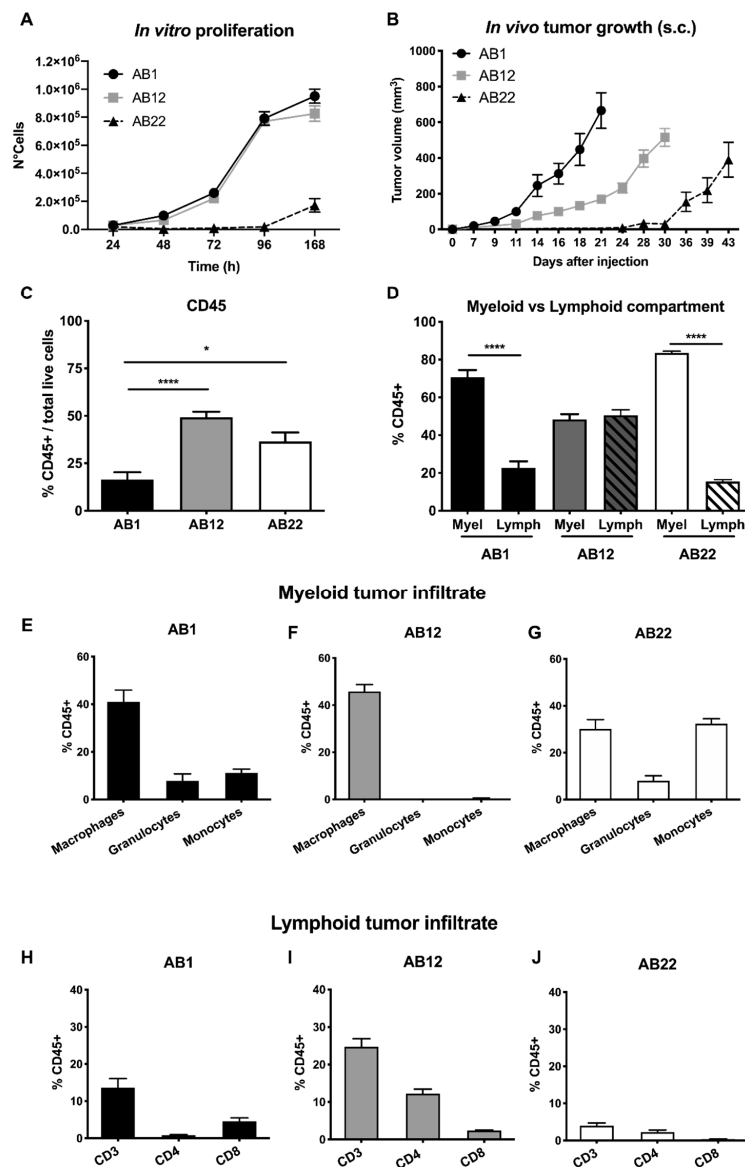 A
In vitro proliferation
AB1
AB12
AB22
1.2×10⁶
1.0×10⁶
8.0×10⁵
6.0×10⁵
4.0×10⁵
2.0×10⁵
0.0
N°Cells
24 48 72 96 168
Time (h)
B
In vivo tumor growth (s.c.)
AB1
AB12
AB22
1000
800
600
400
200
0
Tumor volume (mm³)
0 7 9 11 14 16 18 21 24 28 30 36 39 43
Days after injection
C
CD45
100
75
50
25
0
% CD45+ / total live cells
*
****
AB1 AB12 AB22
D
Myeloid vs Lymphoid compartment
80
60
40
20
0
% CD45+
**** ****
Myel Lymph Myel Lymph Myel Lymph
AB1 AB12 AB22
Myeloid tumor infiltrate
E
AB1
60
40
20
0
% CD45+
Macrophages Granulocytes Monocytes
F
AB12
60
40
20
0
% CD45+
Macrophages Granulocytes Monocytes
G
AB22
60
40
20
0
% CD45+
Macrophages Granulocytes Monocytes
Lymphoid tumor infiltrate
H
AB1
40
30
20
10
0
% CD45+
CD3 CD4 CD8
I
AB12
40
30
20
10
0
% CD45+
CD3 CD4 CD8
J
AB22
40
30
20
10
0
% CD45+
CD3 CD4 CD8